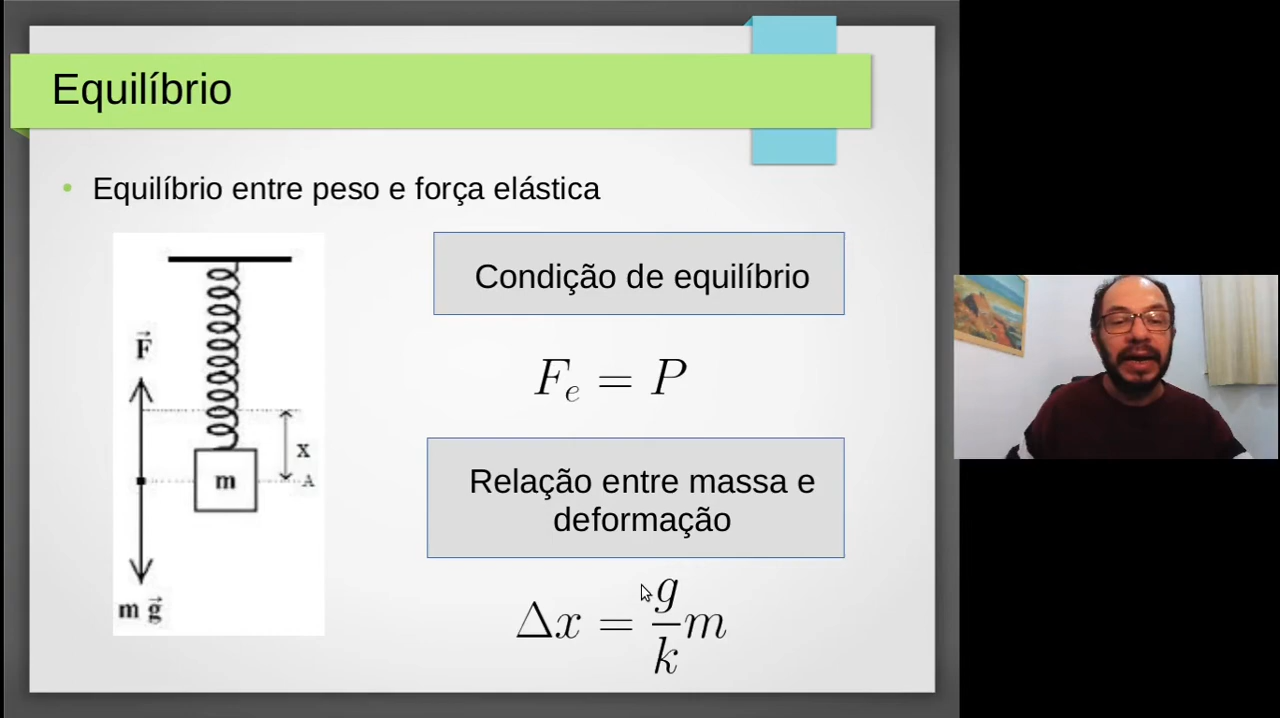 Equilíbrio
Equilíbrio entre peso e força elástica
Condição de equilíbrio
F_e = P
Relação entre massa e
deformação
Δx = g/k m
F⃗
x
m
A
m g⃗